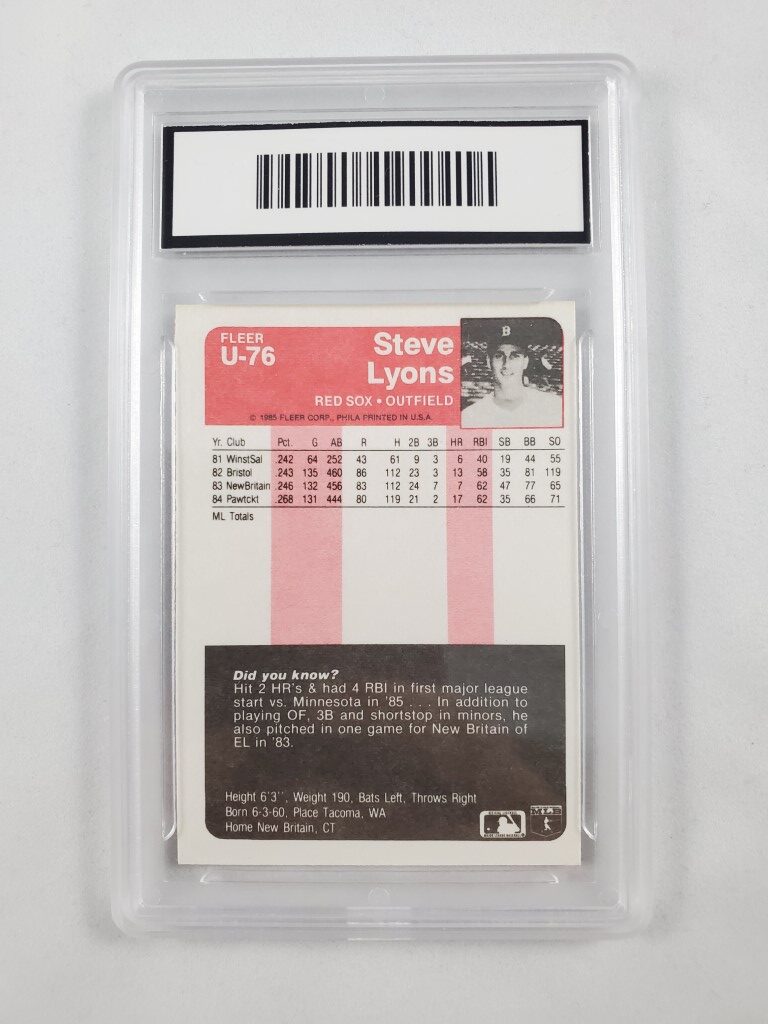 FLEER
U-76
Steve
Lyons
RED SOX • OUTFIELD
© 1985 FLEER CORP., PHILA PRINTED IN U.S.A.
B
Yr. Club Pct. G AB R H 2B 3B HR RBI SB BB SO
81 WinstSal .242 64 252 43 61 9 3 6 40 19 44 55
82 Bristol .243 135 460 86 112 23 3 13 58 35 81 119
83 NewBritain .246 132 456 83 112 24 7 7 62 47 77 65
84 Pawtckt .268 131 444 80 119 21 2 17 62 35 66 71
ML Totals
Did you know?
Hit 2 HR's & had 4 RBI in first major league
start vs. Minnesota in '85 . . . In addition to
playing OF, 3B and shortstop in minors, he
also pitched in one game for New Britain of
EL in '83.
Height 6'3'', Weight 190, Bats Left, Throws Right
Born 6-3-60, Place Tacoma, WA
Home New Britain, CT